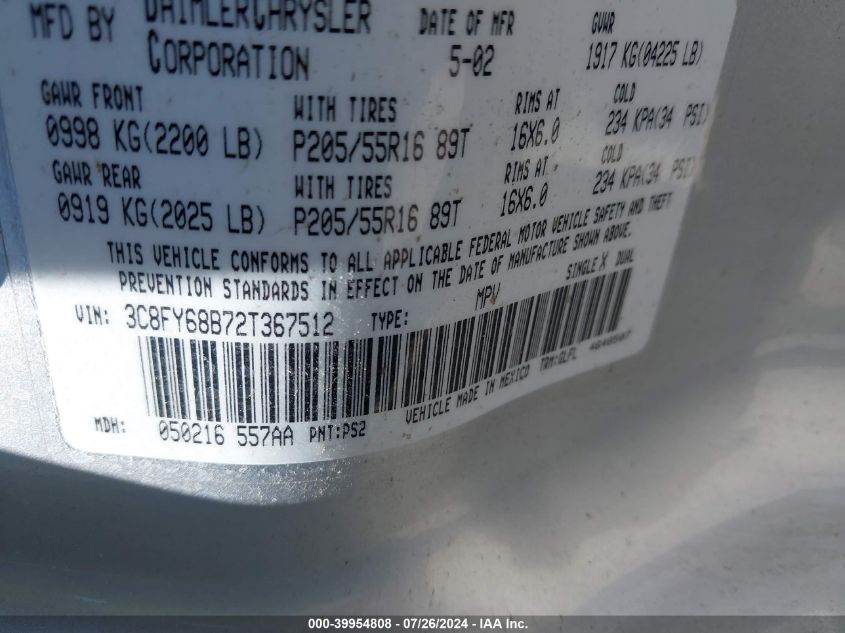 MFD BY DAIMLERCHRYSLER CORPORATION DATE OF MFR 5-02 GVWR 1917 KG(04225 LB)
GAWR FRONT WITH TIRES RIMS AT COLD
0998 KG(2200 LB) P205/55R16 89T 16X6.0 234 KPA(34 PSI)
GAWR REAR WITH TIRES RIMS AT COLD
0919 KG(2025 LB) P205/55R16 89T 16X6.0 234 KPA(34 PSI)
THIS VEHICLE CONFORMS TO ALL APPLICABLE FEDERAL MOTOR VEHICLE SAFETY AND THEFT
PREVENTION STANDARDS IN EFFECT ON THE DATE OF MANUFACTURE SHOWN ABOVE.
VIN: 3C8FY68B72T367512 TYPE: MPV SINGLE X DUAL
VEHICLE MADE IN MEXICO TRM:GLFL
MDH: 050216 557AA PNT:PS2
000-39954808 - 07/26/2024 - IAA Inc.